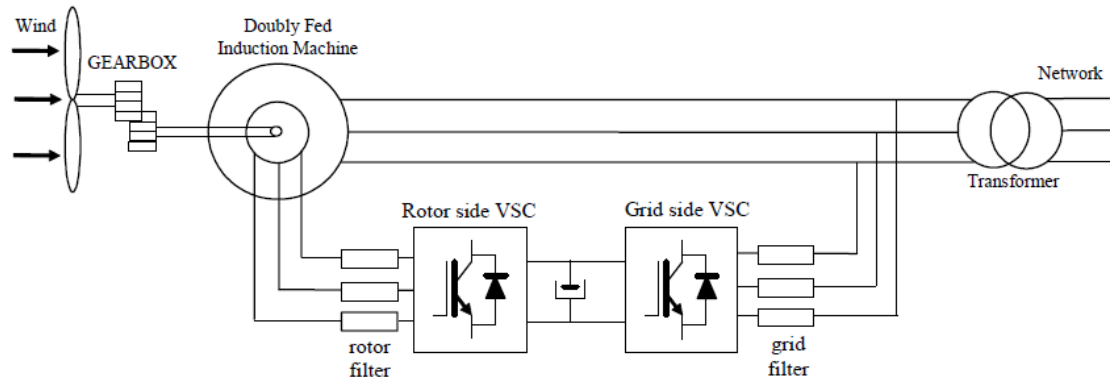 Wind
Doubly Fed
Induction Machine
GEARBOX
Network
Transformer
Rotor side VSC
Grid side VSC
rotor
filter
grid
filter